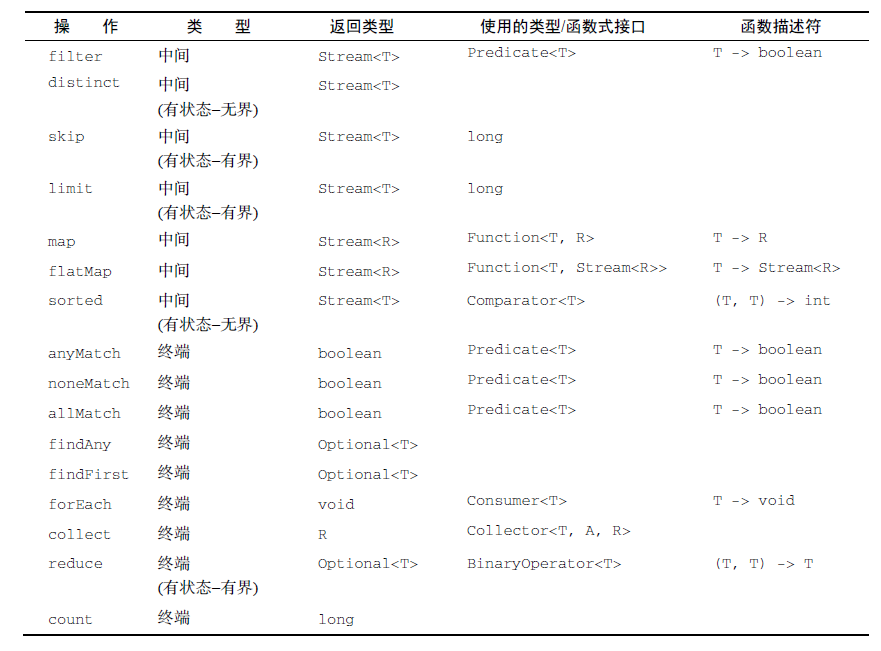 操 作 类 型 返回类型 使用的类型/函数式接口 函数描述符
filter 中间 Stream<T> Predicate<T> T -> boolean
distinct 中间 Stream<T>
(有状态–无界)
skip 中间 Stream<T> long
(有状态–有界)
limit 中间 Stream<T> long
(有状态–有界)
map 中间 Stream<R> Function<T, R> T -> R
flatMap 中间 Stream<R> Function<T, Stream<R>> T -> Stream<R>
sorted 中间 Stream<T> Comparator<T> (T, T) -> int
(有状态–无界)
anyMatch 终端 boolean Predicate<T> T -> boolean
noneMatch 终端 boolean Predicate<T> T -> boolean
allMatch 终端 boolean Predicate<T> T -> boolean
findAny 终端 Optional<T>
findFirst 终端 Optional<T>
forEach 终端 void Consumer<T> T -> void
collect 终端 R Collector<T, A, R>
reduce 终端 Optional<T> BinaryOperator<T> (T, T) -> T
(有状态–有界)
count 终端 long